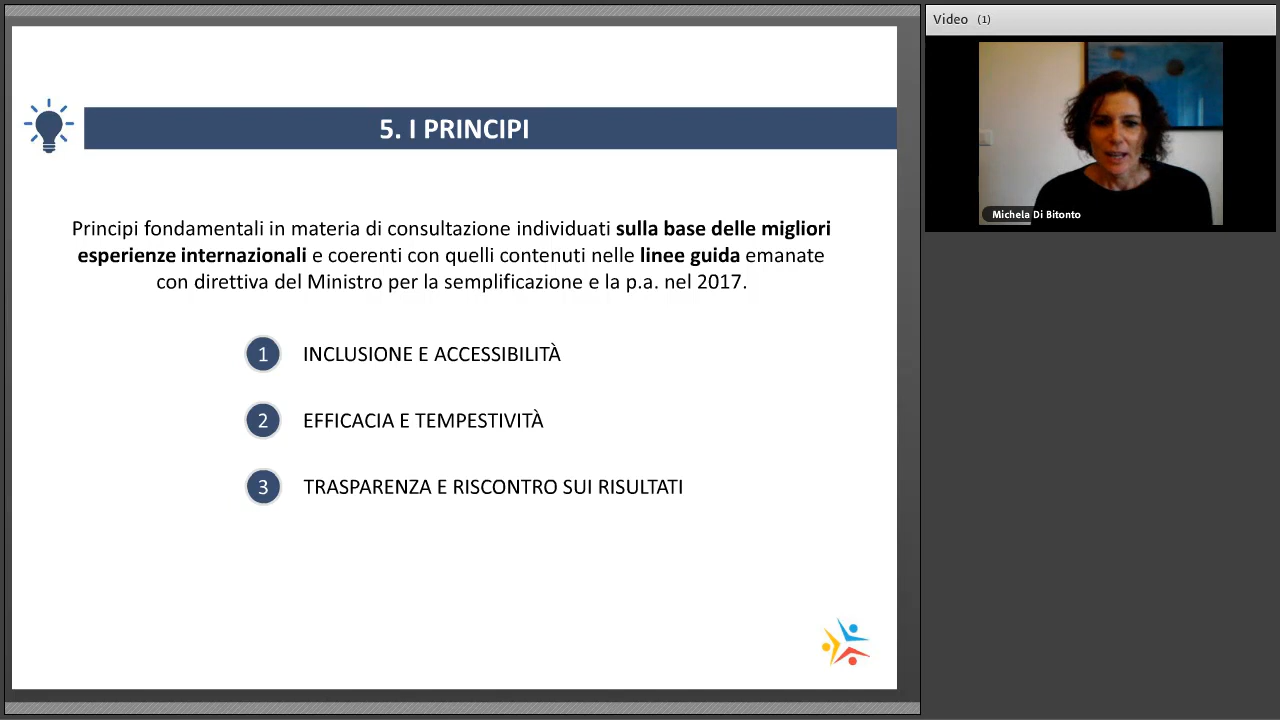 5. I PRINCIPI
Principi fondamentali in materia di consultazione individuati sulla base delle migliori
esperienze internazionali e coerenti con quelli contenuti nelle linee guida emanate
con direttiva del Ministro per la semplificazione e la p.a. nel 2017.
1 INCLUSIONE E ACCESSIBILITÀ
2 EFFICACIA E TEMPESTIVITÀ
3 TRASPARENZA E RISCONTRO SUI RISULTATI
Video (1)
Michela Di Bitonto